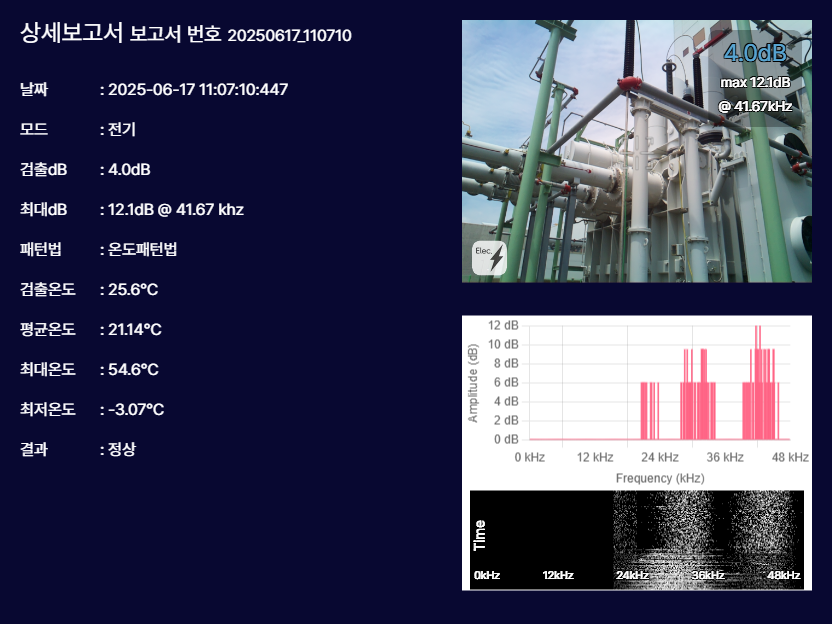 상세보고서 보고서 번호 20250617_110710
날짜 : 2025-06-17 11:07:10:447
모드 : 전기
검출dB : 4.0dB
최대dB : 12.1dB @ 41.67 khz
패턴법 : 온도패턴법
검출온도 : 25.6°C
평균온도 : 21.14°C
최대온도 : 54.6°C
최저온도 : -3.07°C
결과 : 정상
4.0dB
max 12.1dB
@ 41.67kHz
Elec.
12 dB
10 dB
8 dB
6 dB
4 dB
2 dB
0 dB
Amplitude (dB)
0 kHz 12 kHz 24 kHz 36 kHz 48 kHz
Frequency (kHz)
Time
0kHz 12kHz 24kHz 36kHz 48kHz